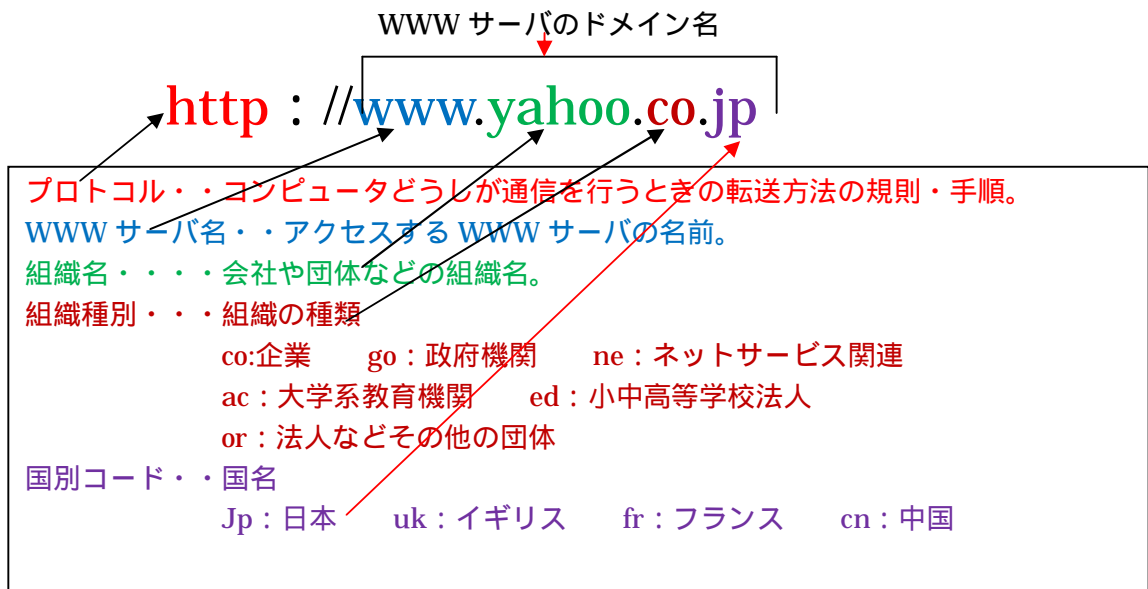 WWW サーバのドメイン名
http：//www.yahoo.co.jp
プロトコル・・コンピュータどうしが通信を行うときの転送方法の規則・手順。
WWW サーバ名・・アクセスする WWW サーバの名前。
組織名・・・・会社や団体などの組織名。
組織種別・・・組織の種類
co:企業　　go：政府機関　　ne：ネットサービス関連
ac：大学系教育機関　　ed：小中高等学校法人
or：法人などその他の団体
国別コード・・国名
Jp：日本　　uk：イギリス　　fr：フランス　　cn：中国